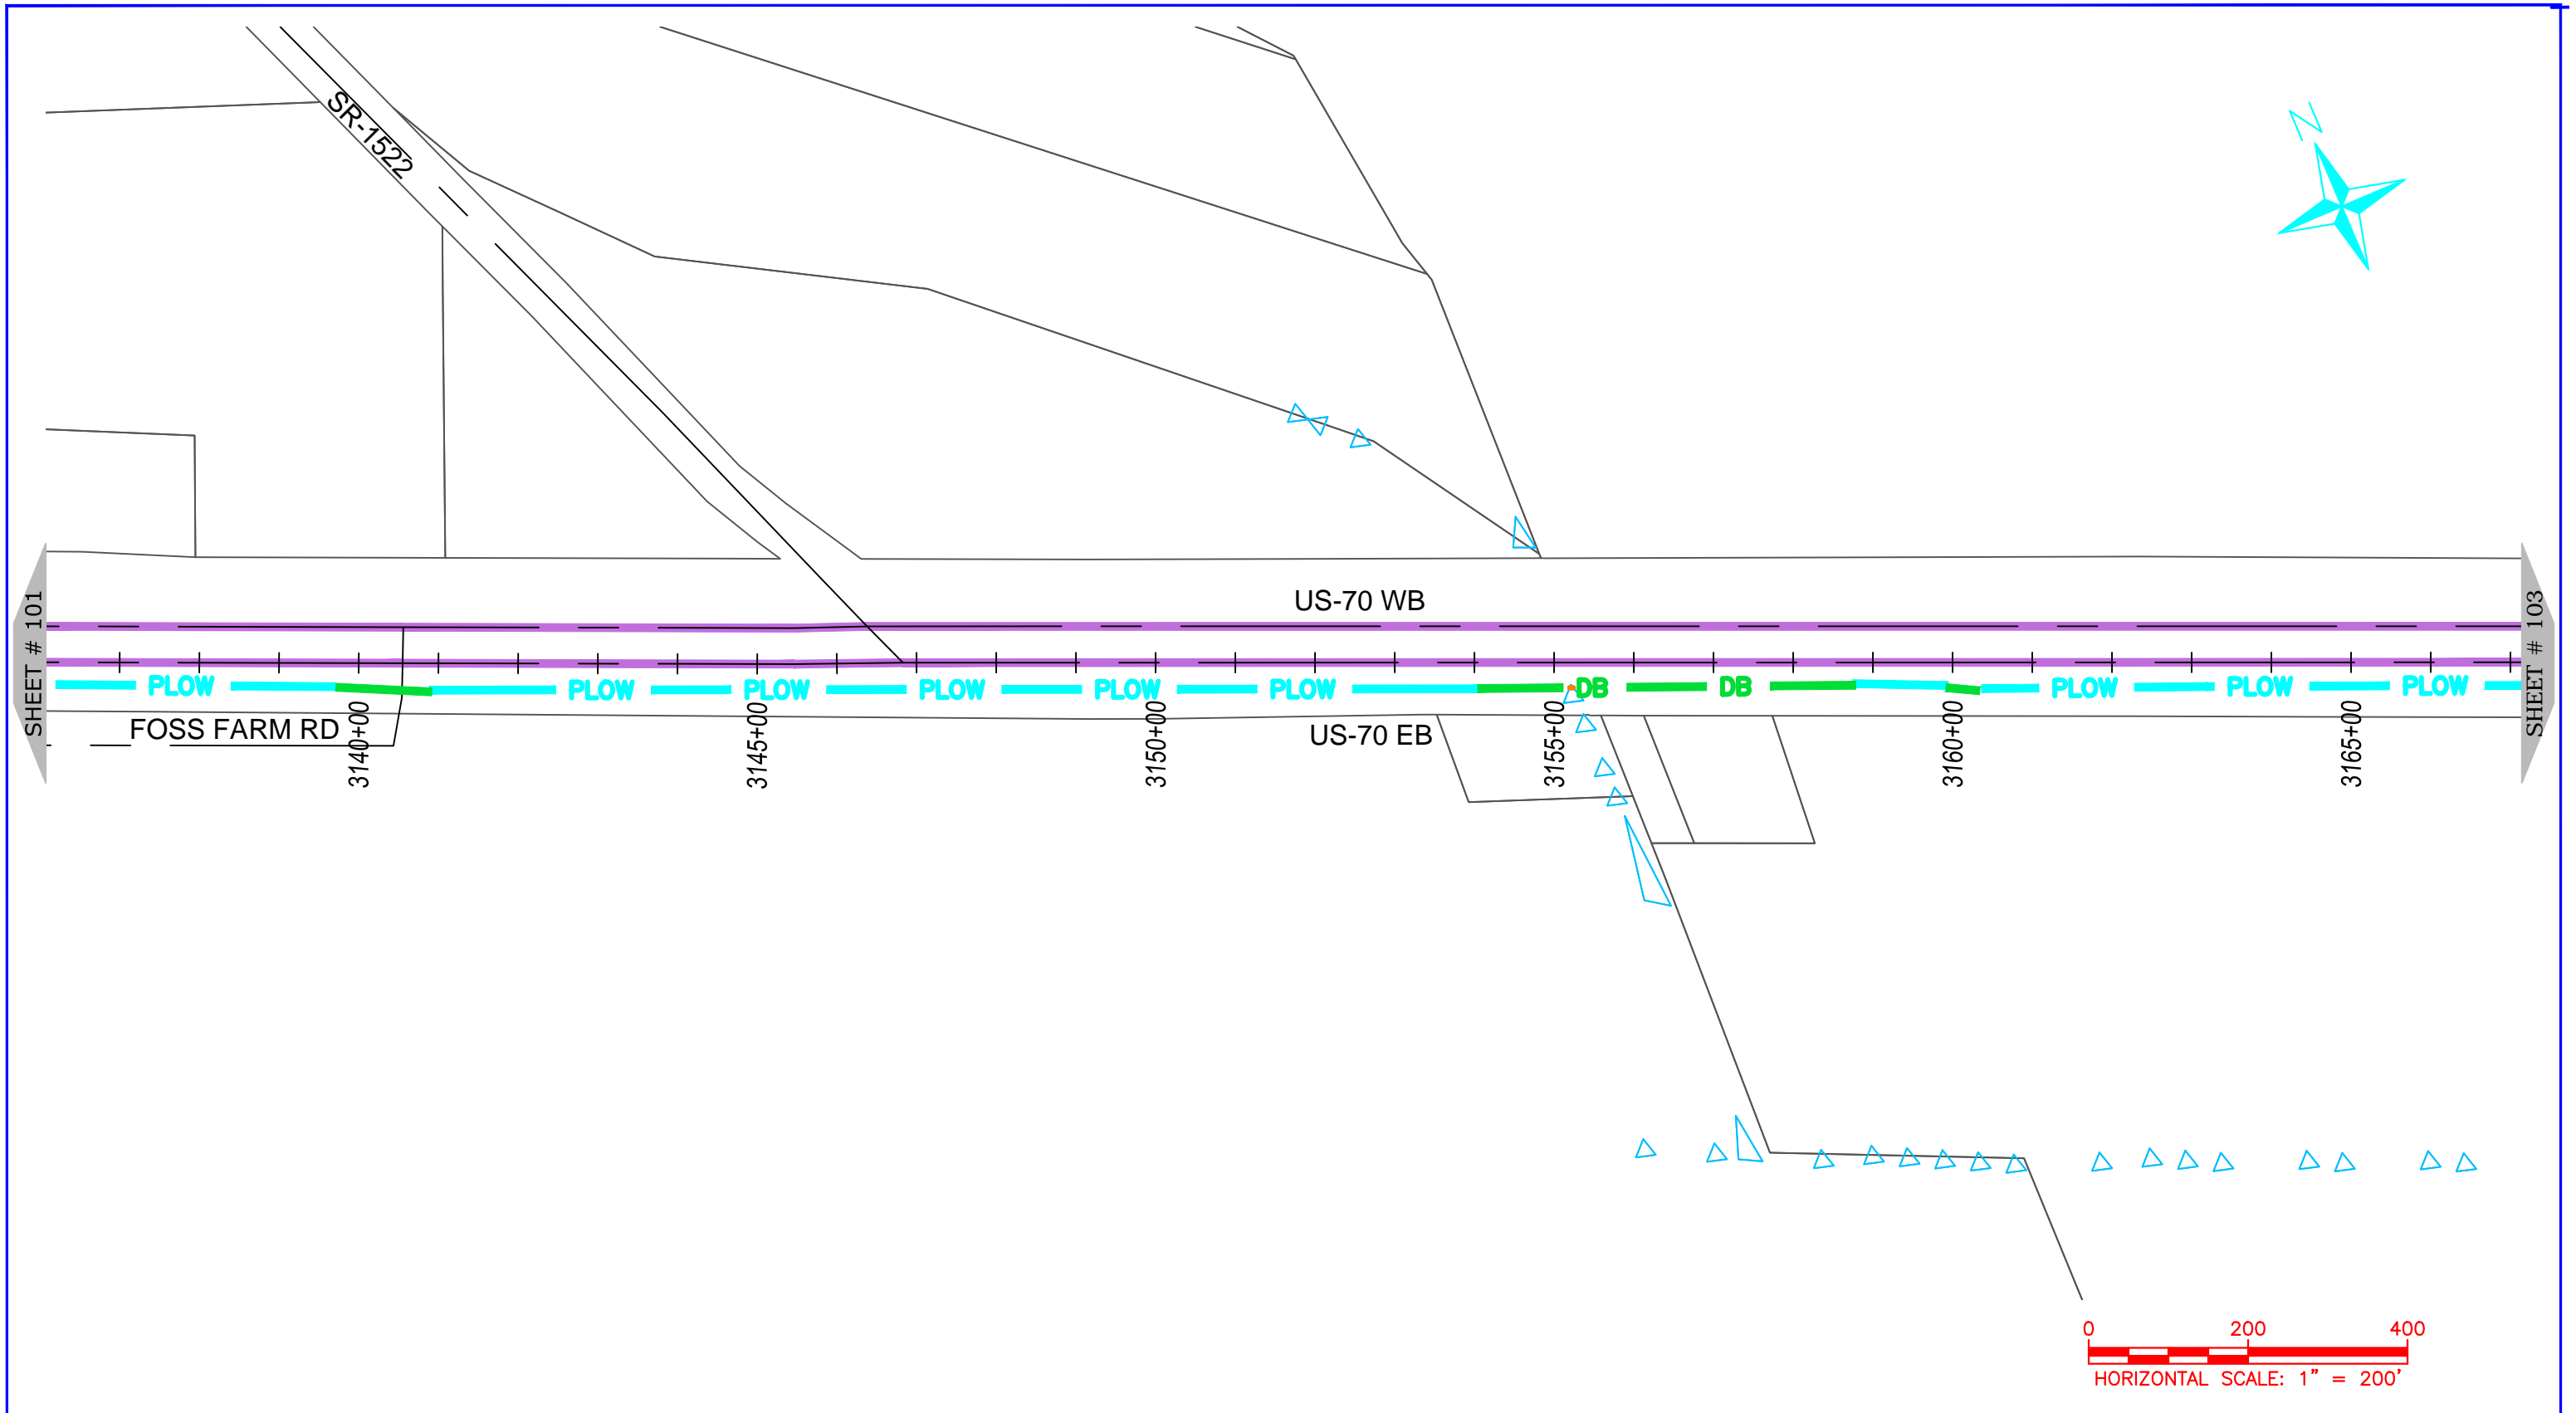 SR-1522
N
US-70 WB
SHEET # 101
SHEET # 103
PLOW
PLOW
PLOW
PLOW
PLOW
PLOW
DB
DB
PLOW
PLOW
PLOW
FOSS FARM RD
US-70 EB
3140+00
3145+00
3150+00
3155+00
3160+00
3165+00
0 200 400
HORIZONTAL SCALE: 1" = 200'